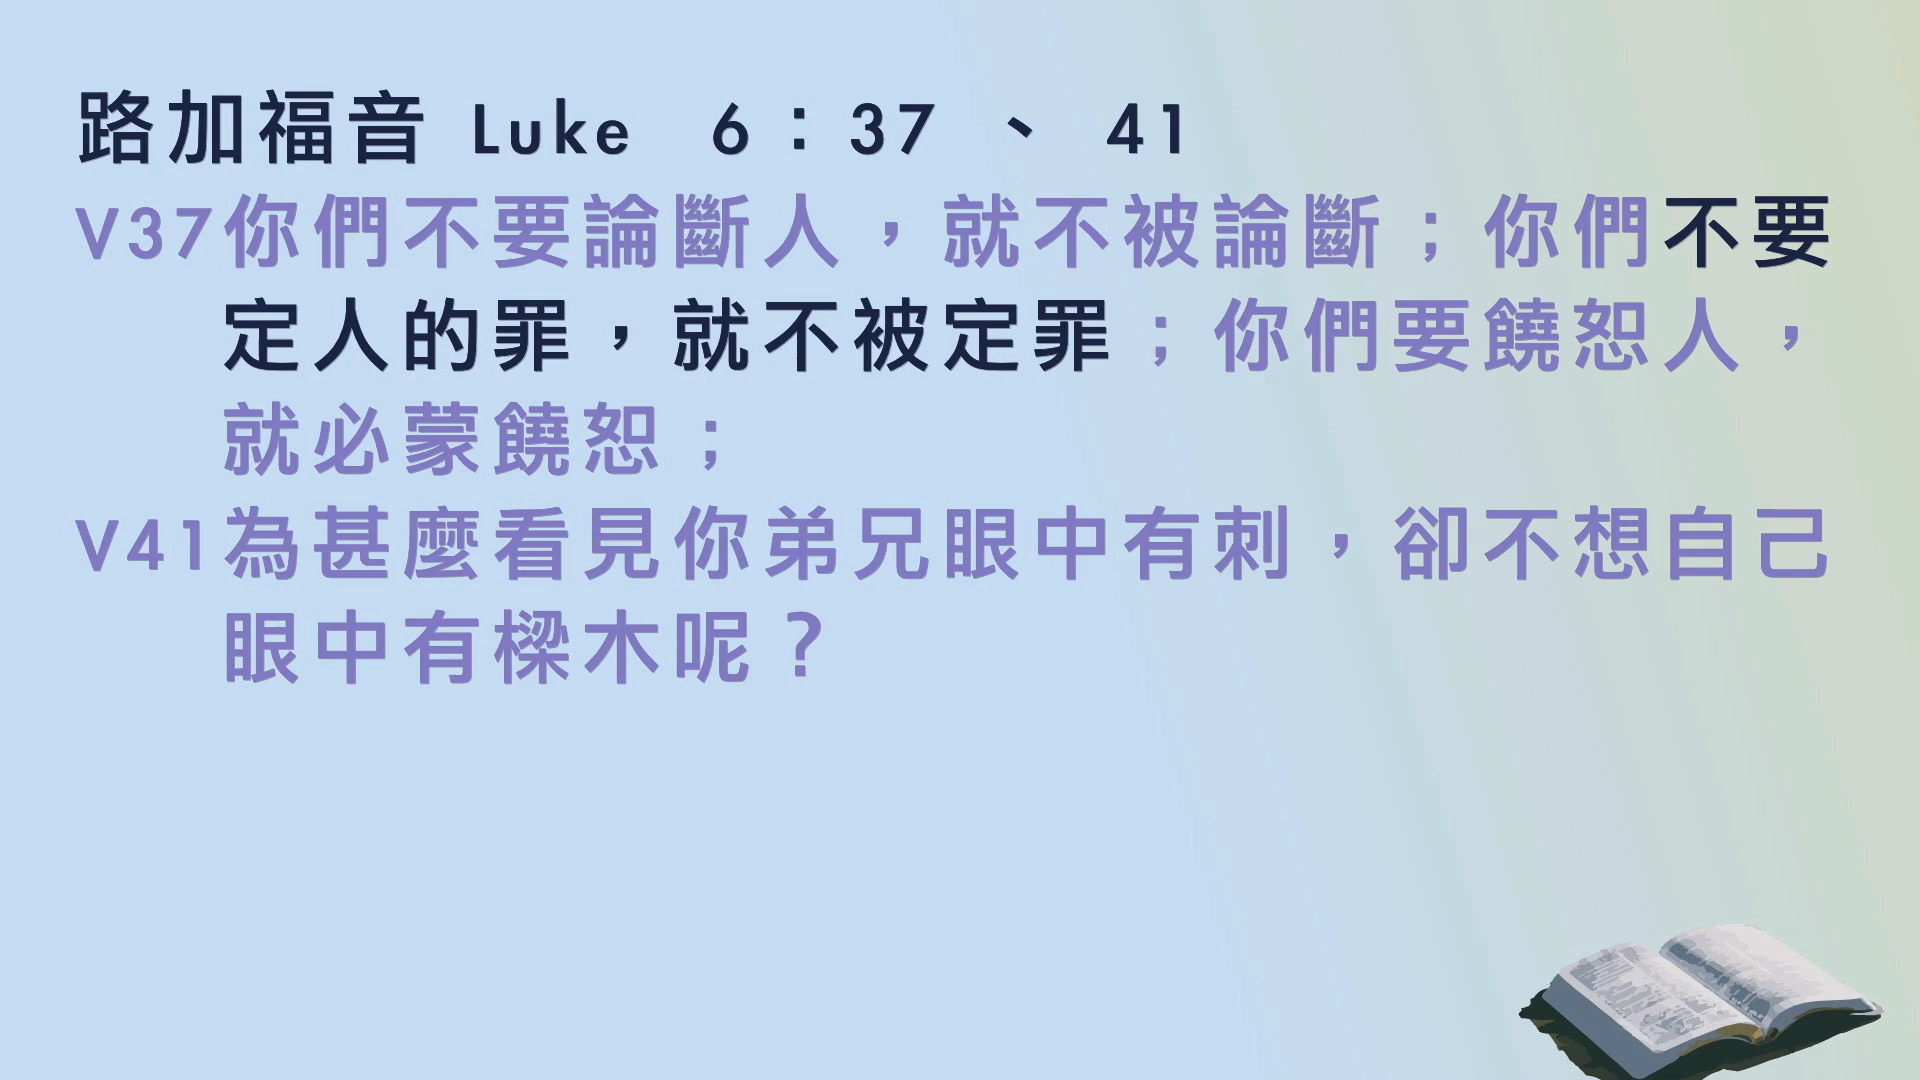 路加福音 Luke 6：37 、 41
V37你們不要論斷人，就不被論斷；你們不要
定人的罪，就不被定罪；你們要饒恕人，
就必蒙饒恕；
V41為甚麼看見你弟兄眼中有刺，卻不想自己
眼中有樑木呢？